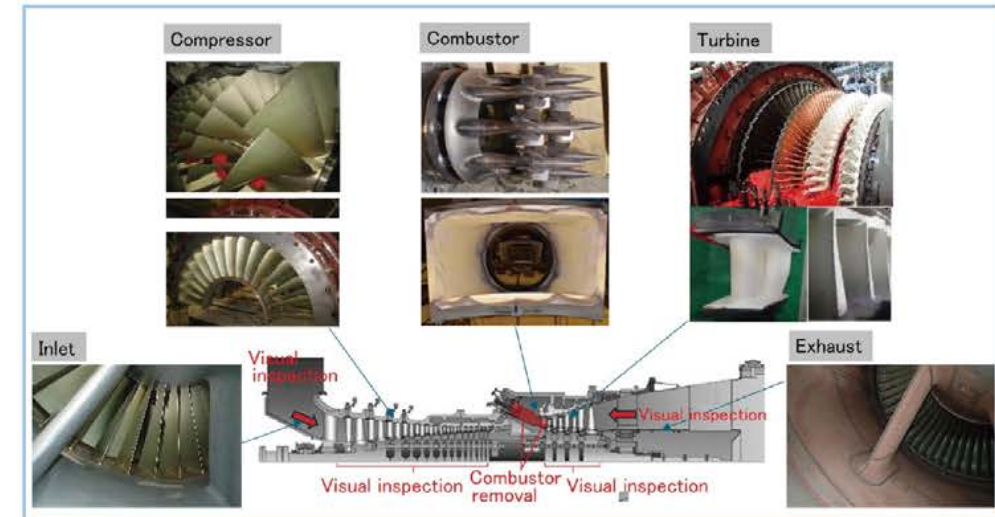 Compressor
Combustor
Turbine
Inlet
Visual
inspection
Exhaust
Visual inspection
Visual inspection
Combustor
removal
Visual inspection